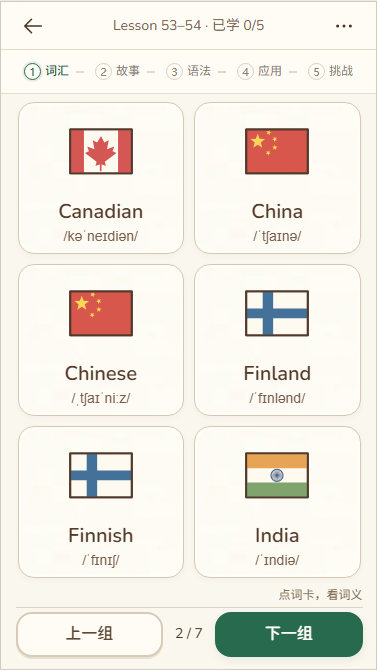 Lesson 53–54 · 已学 0/5
1 词汇 – 2 故事 – 3 语法 – 4 应用 – 5 挑战
Canadian
/kəˈneɪdiən/
China
/ˈtʃaɪnə/
Chinese
/ˌtʃaɪˈniːz/
Finland
/ˈfɪnlənd/
Finnish
/ˈfɪnɪʃ/
India
/ˈɪndiə/
点词卡，看词义
上一组 2 / 7 下一组